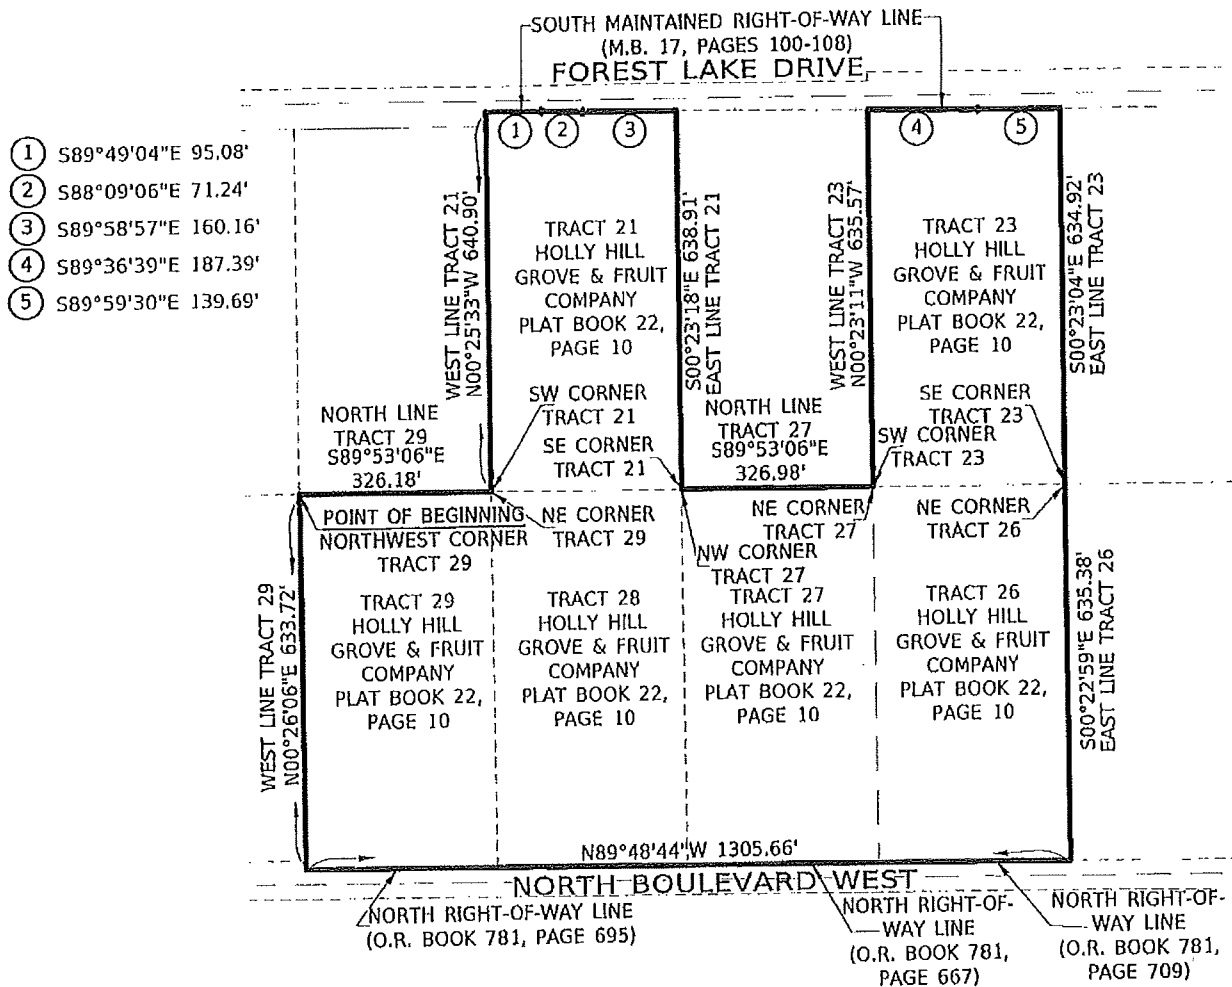 SOUTH MAINTAINED RIGHT-OF-WAY LINE
(M.B. 17, PAGES 100-108)
FOREST LAKE DRIVE
1 S89°49'04"E 95.08'
2 S88°09'06"E 71.24'
3 S89°58'57"E 160.16'
4 S89°36'39"E 187.39'
5 S89°59'30"E 139.69'
1 2 3
4 5
WEST LINE TRACT 21
N00°25'33"W 640.90'
TRACT 21
HOLLY HILL
GROVE & FRUIT
COMPANY
PLAT BOOK 22,
PAGE 10
S00°23'18"E 638.91'
EAST LINE TRACT 21
WEST LINE TRACT 23
N00°23'11"W 635.57'
TRACT 23
HOLLY HILL
GROVE & FRUIT
COMPANY
PLAT BOOK 22,
PAGE 10
S00°23'04"E 634.92'
EAST LINE TRACT 23
NORTH LINE
TRACT 29
S89°53'06"E
326.18'
SW CORNER
TRACT 21
SE CORNER
TRACT 21
NORTH LINE
TRACT 27
S89°53'06"E
326.98'
SW CORNER
TRACT 23
SE CORNER
TRACT 23
POINT OF BEGINNING
NORTHWEST CORNER
TRACT 29
NE CORNER
TRACT 29
NW CORNER
TRACT 27
NE CORNER
TRACT 27
NE CORNER
TRACT 26
WEST LINE TRACT 29
N00°26'06"E 633.72'
TRACT 29
HOLLY HILL
GROVE & FRUIT
COMPANY
PLAT BOOK 22,
PAGE 10
TRACT 28
HOLLY HILL
GROVE & FRUIT
COMPANY
PLAT BOOK 22,
PAGE 10
TRACT 27
HOLLY HILL
GROVE & FRUIT
COMPANY
PLAT BOOK 22,
PAGE 10
TRACT 26
HOLLY HILL
GROVE & FRUIT
COMPANY
PLAT BOOK 22,
PAGE 10
S00°22'59"E 635.38'
EAST LINE TRACT 26
N89°48'44"W 1305.66'
NORTH BOULEVARD WEST
NORTH RIGHT-OF-WAY LINE
(O.R. BOOK 781, PAGE 695)
NORTH RIGHT-OF-
WAY LINE
(O.R. BOOK 781,
PAGE 667)
NORTH RIGHT-OF-
WAY LINE
(O.R. BOOK 781,
PAGE 709)